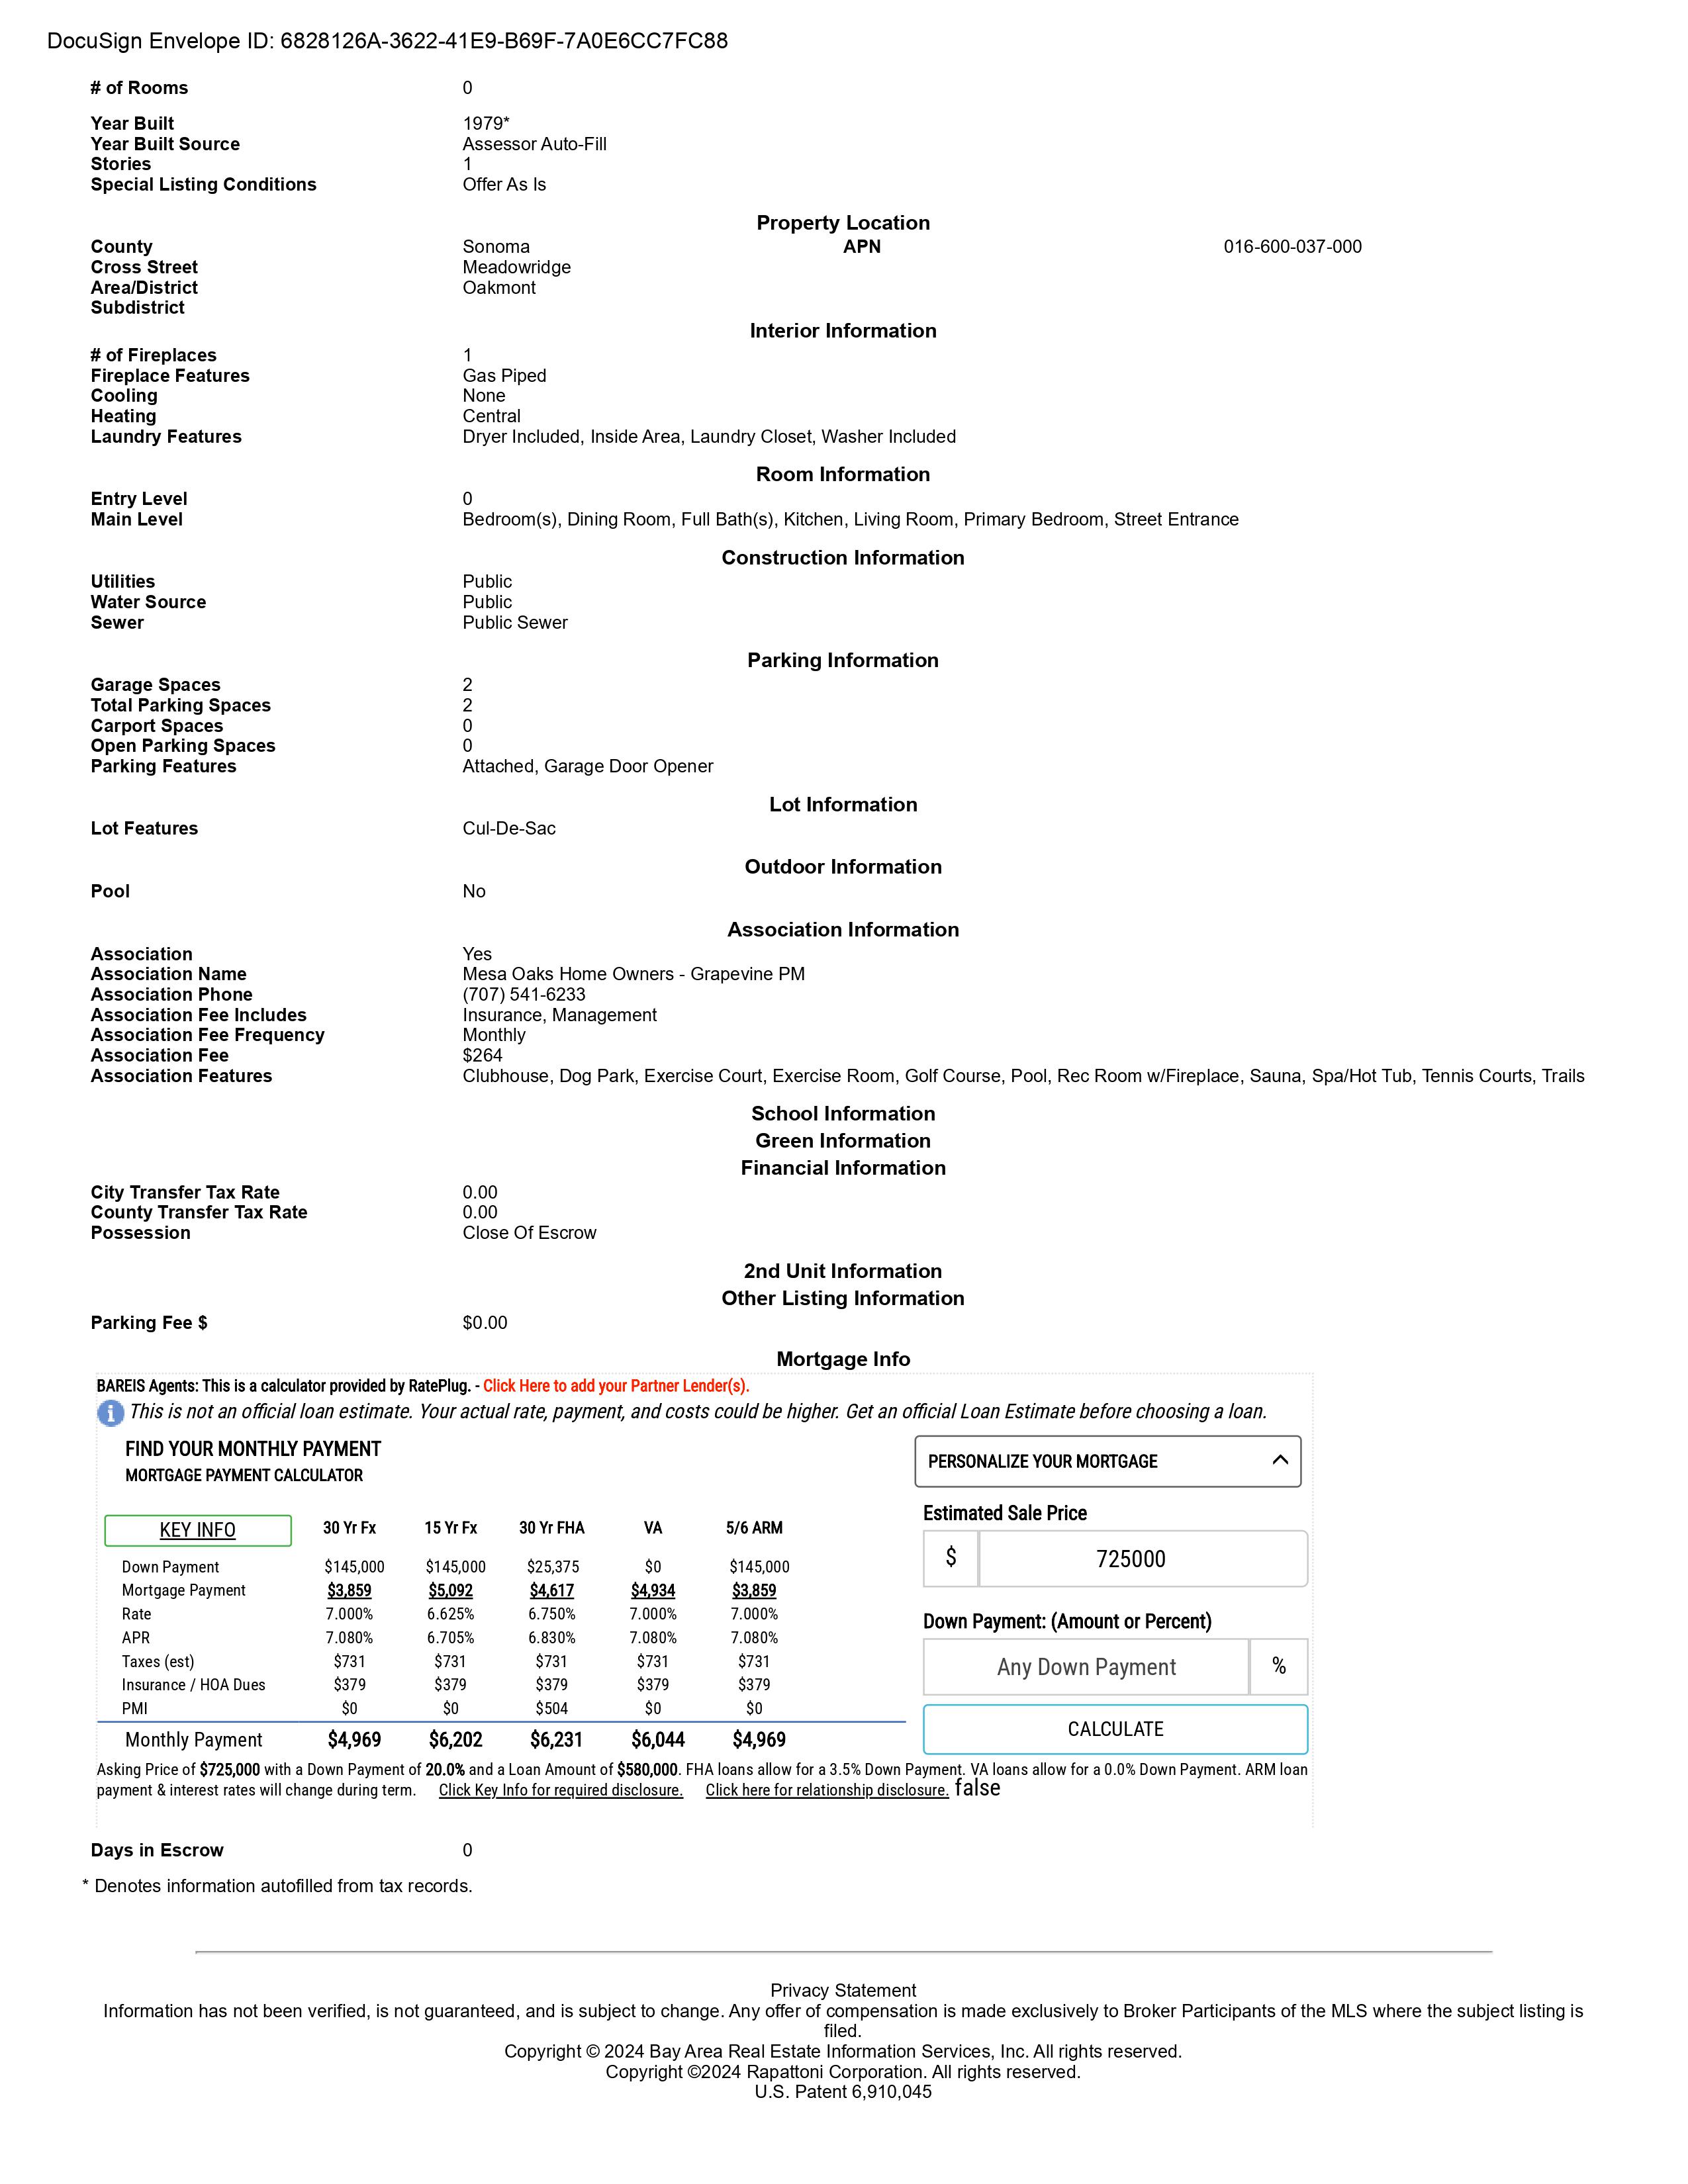 DocuSign Envelope ID: 6828126A-3622-41E9-B69F-7A0E6CC7FC88
# of Rooms 0
Year Built 1979*
Year Built Source Assessor Auto-Fill
Stories 1
Special Listing Conditions Offer As Is
Property Location
County Sonoma APN 016-600-037-000
Cross Street Meadowridge
Area/District Oakmont
Subdistrict
Interior Information
# of Fireplaces 1
Fireplace Features Gas Piped
Cooling None
Heating Central
Laundry Features Dryer Included, Inside Area, Laundry Closet, Washer Included
Room Information
Entry Level 0
Main Level Bedroom(s), Dining Room, Full Bath(s), Kitchen, Living Room, Primary Bedroom, Street Entrance
Construction Information
Utilities Public
Water Source Public
Sewer Public Sewer
Parking Information
Garage Spaces 2
Total Parking Spaces 2
Carport Spaces 0
Open Parking Spaces 0
Parking Features Attached, Garage Door Opener
Lot Information
Lot Features Cul-De-Sac
Outdoor Information
Pool No
Association Information
Association Yes
Association Name Mesa Oaks Home Owners - Grapevine PM
Association Phone (707) 541-6233
Association Fee Includes Insurance, Management
Association Fee Frequency Monthly
Association Fee $264
Association Features Clubhouse, Dog Park, Exercise Court, Exercise Room, Golf Course, Pool, Rec Room w/Fireplace, Sauna, Spa/Hot Tub, Tennis Courts, Trails
School Information
Green Information
Financial Information
City Transfer Tax Rate 0.00
County Transfer Tax Rate 0.00
Possession Close Of Escrow
2nd Unit Information
Other Listing Information
Parking Fee $ $0.00
Mortgage Info
BAREIS Agents: This is a calculator provided by RatePlug. - Click Here to add your Partner Lender(s).
i This is not an official loan estimate. Your actual rate, payment, and costs could be higher. Get an official Loan Estimate before choosing a loan.
FIND YOUR MONTHLY PAYMENT
MORTGAGE PAYMENT CALCULATOR
KEY INFO 30 Yr Fx 15 Yr Fx 30 Yr FHA VA 5/6 ARM
Down Payment $145,000 $145,000 $25,375 $0 $145,000
Mortgage Payment $3,859 $5,092 $4,617 $4,934 $3,859
Rate 7.000% 6.625% 6.750% 7.000% 7.000%
APR 7.080% 6.705% 6.830% 7.080% 7.080%
Taxes (est) $731 $731 $731 $731 $731
Insurance / HOA Dues $379 $379 $379 $379 $379
PMI $0 $0 $504 $0 $0
Monthly Payment $4,969 $6,202 $6,231 $6,044 $4,969
PERSONALIZE YOUR MORTGAGE
Estimated Sale Price
$ 725000
Down Payment: (Amount or Percent)
Any Down Payment %
CALCULATE
Asking Price of $725,000 with a Down Payment of 20.0% and a Loan Amount of $580,000. FHA loans allow for a 3.5% Down Payment. VA loans allow for a 0.0% Down Payment. ARM loan
payment & interest rates will change during term. Click Key Info for required disclosure. Click here for relationship disclosure. false
Days in Escrow 0
* Denotes information autofilled from tax records.
Privacy Statement
Information has not been verified, is not guaranteed, and is subject to change. Any offer of compensation is made exclusively to Broker Participants of the MLS where the subject listing is
filed.
Copyright © 2024 Bay Area Real Estate Information Services, Inc. All rights reserved.
Copyright ©2024 Rapattoni Corporation. All rights reserved.
U.S. Patent 6,910,045